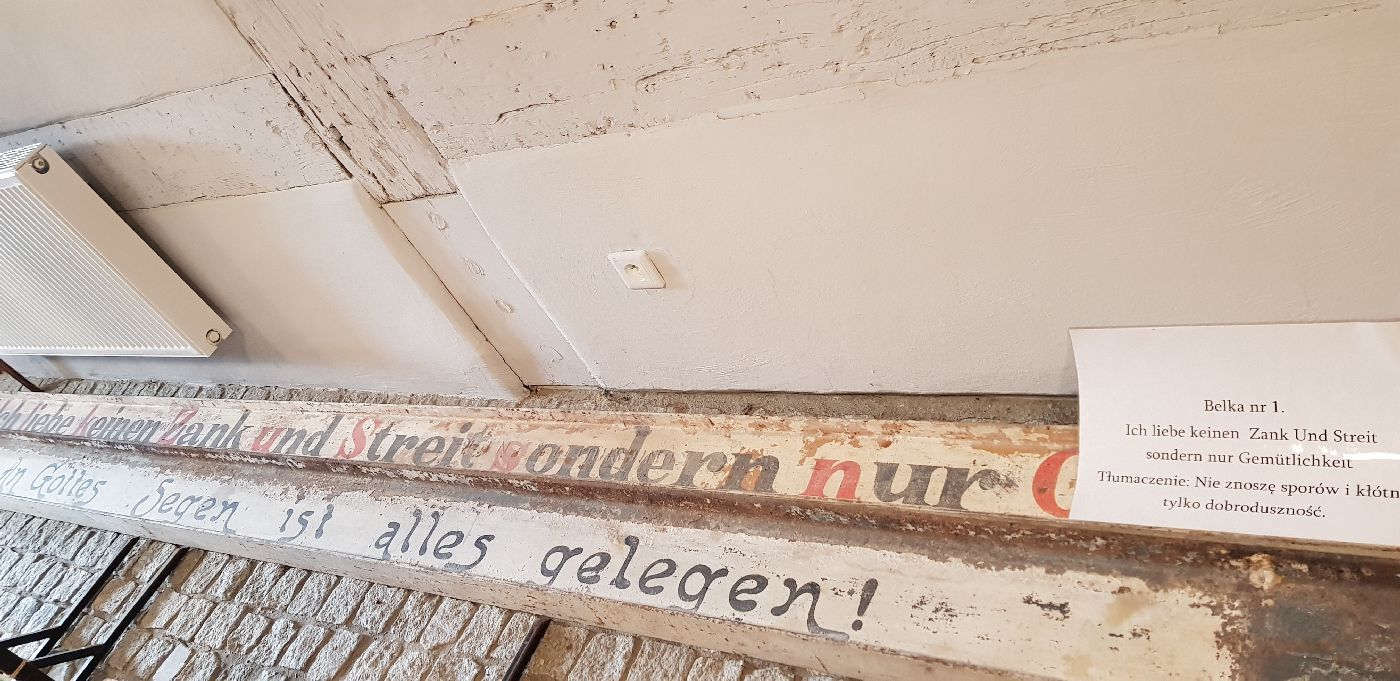 Ich liebe keinen Zank und Streit sondern nur G
an Gottes Segen ist alles gelegen!
Belka nr 1.
Ich liebe keinen Zank Und Streit
sondern nur Gemütlichkeit
Tłumaczenie: Nie znoszę sporów i kłótn
tylko dobroduszność.